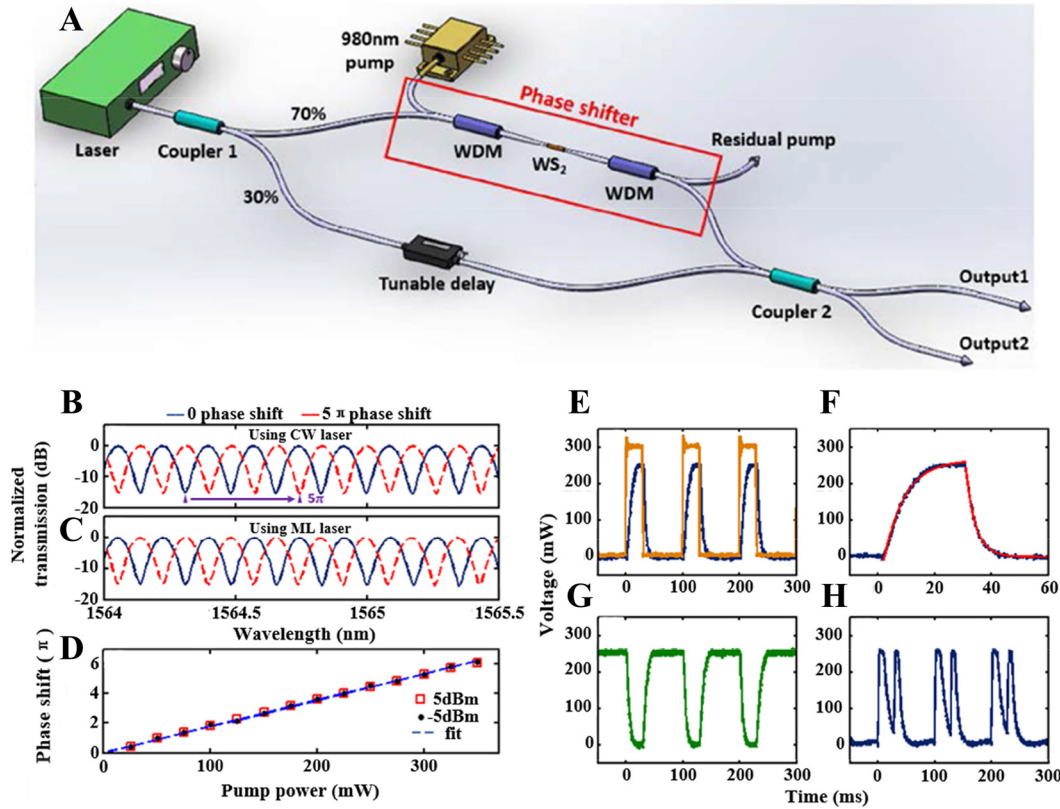 A
980nm
pump
Phase shifter
70%
Laser
Coupler 1
WDM
WS2
WDM
Residual pump
30%
Tunable delay
Coupler 2
Output1
Output2
B
0 phase shift
5 π phase shift
Using CW laser
0
-10
-20
5π
C
Using ML laser
0
-10
-20
Normalized
transmission (dB)
1564
1564.5
1565
1565.5
Wavelength (nm)
D
Phase shift ( π )
6
4
2
0
5dBm
-5dBm
fit
0
100
200
300
Pump power (mW)
E
300
200
100
0
0
100
200
300
F
300
200
100
0
0
20
40
60
Voltage (mW)
G
300
200
100
0
0
100
200
300
H
300
200
100
0
0
100
200
300
Time (ms)